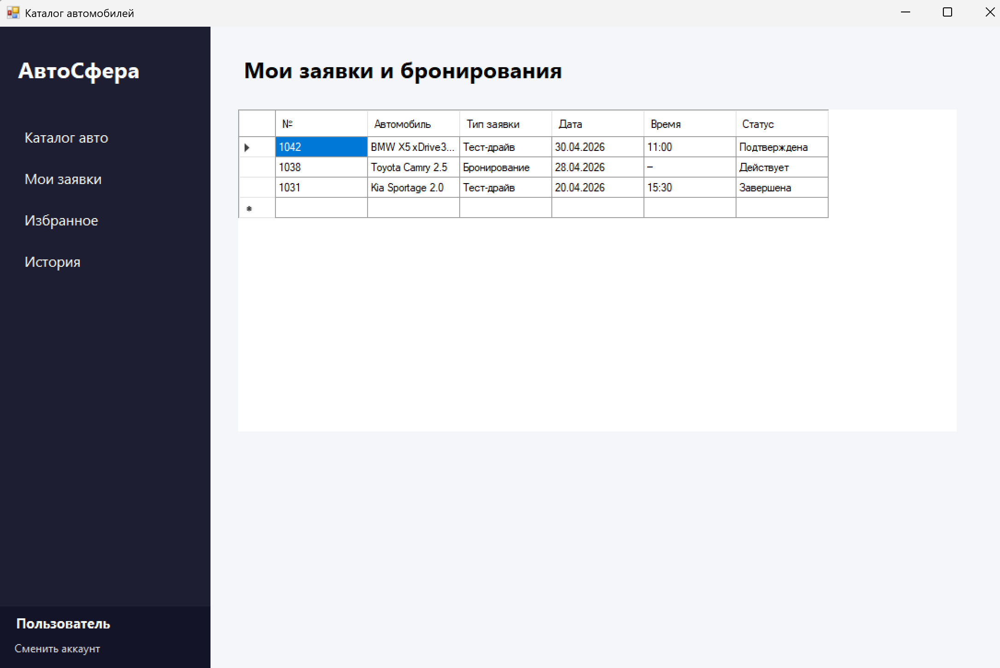 Каталог автомобилей
АвтоСфера
Каталог авто
Мои заявки
Избранное
История
Пользователь
Сменить аккаунт
Мои заявки и бронирования
№ Автомобиль Тип заявки Дата Время Статус
1042 BMW X5 xDrive3... Тест-драйв 30.04.2026 11:00 Подтверждена
1038 Toyota Camry 2.5 Бронирование 28.04.2026 – Действует
1031 Kia Sportage 2.0 Тест-драйв 20.04.2026 15:30 Завершена